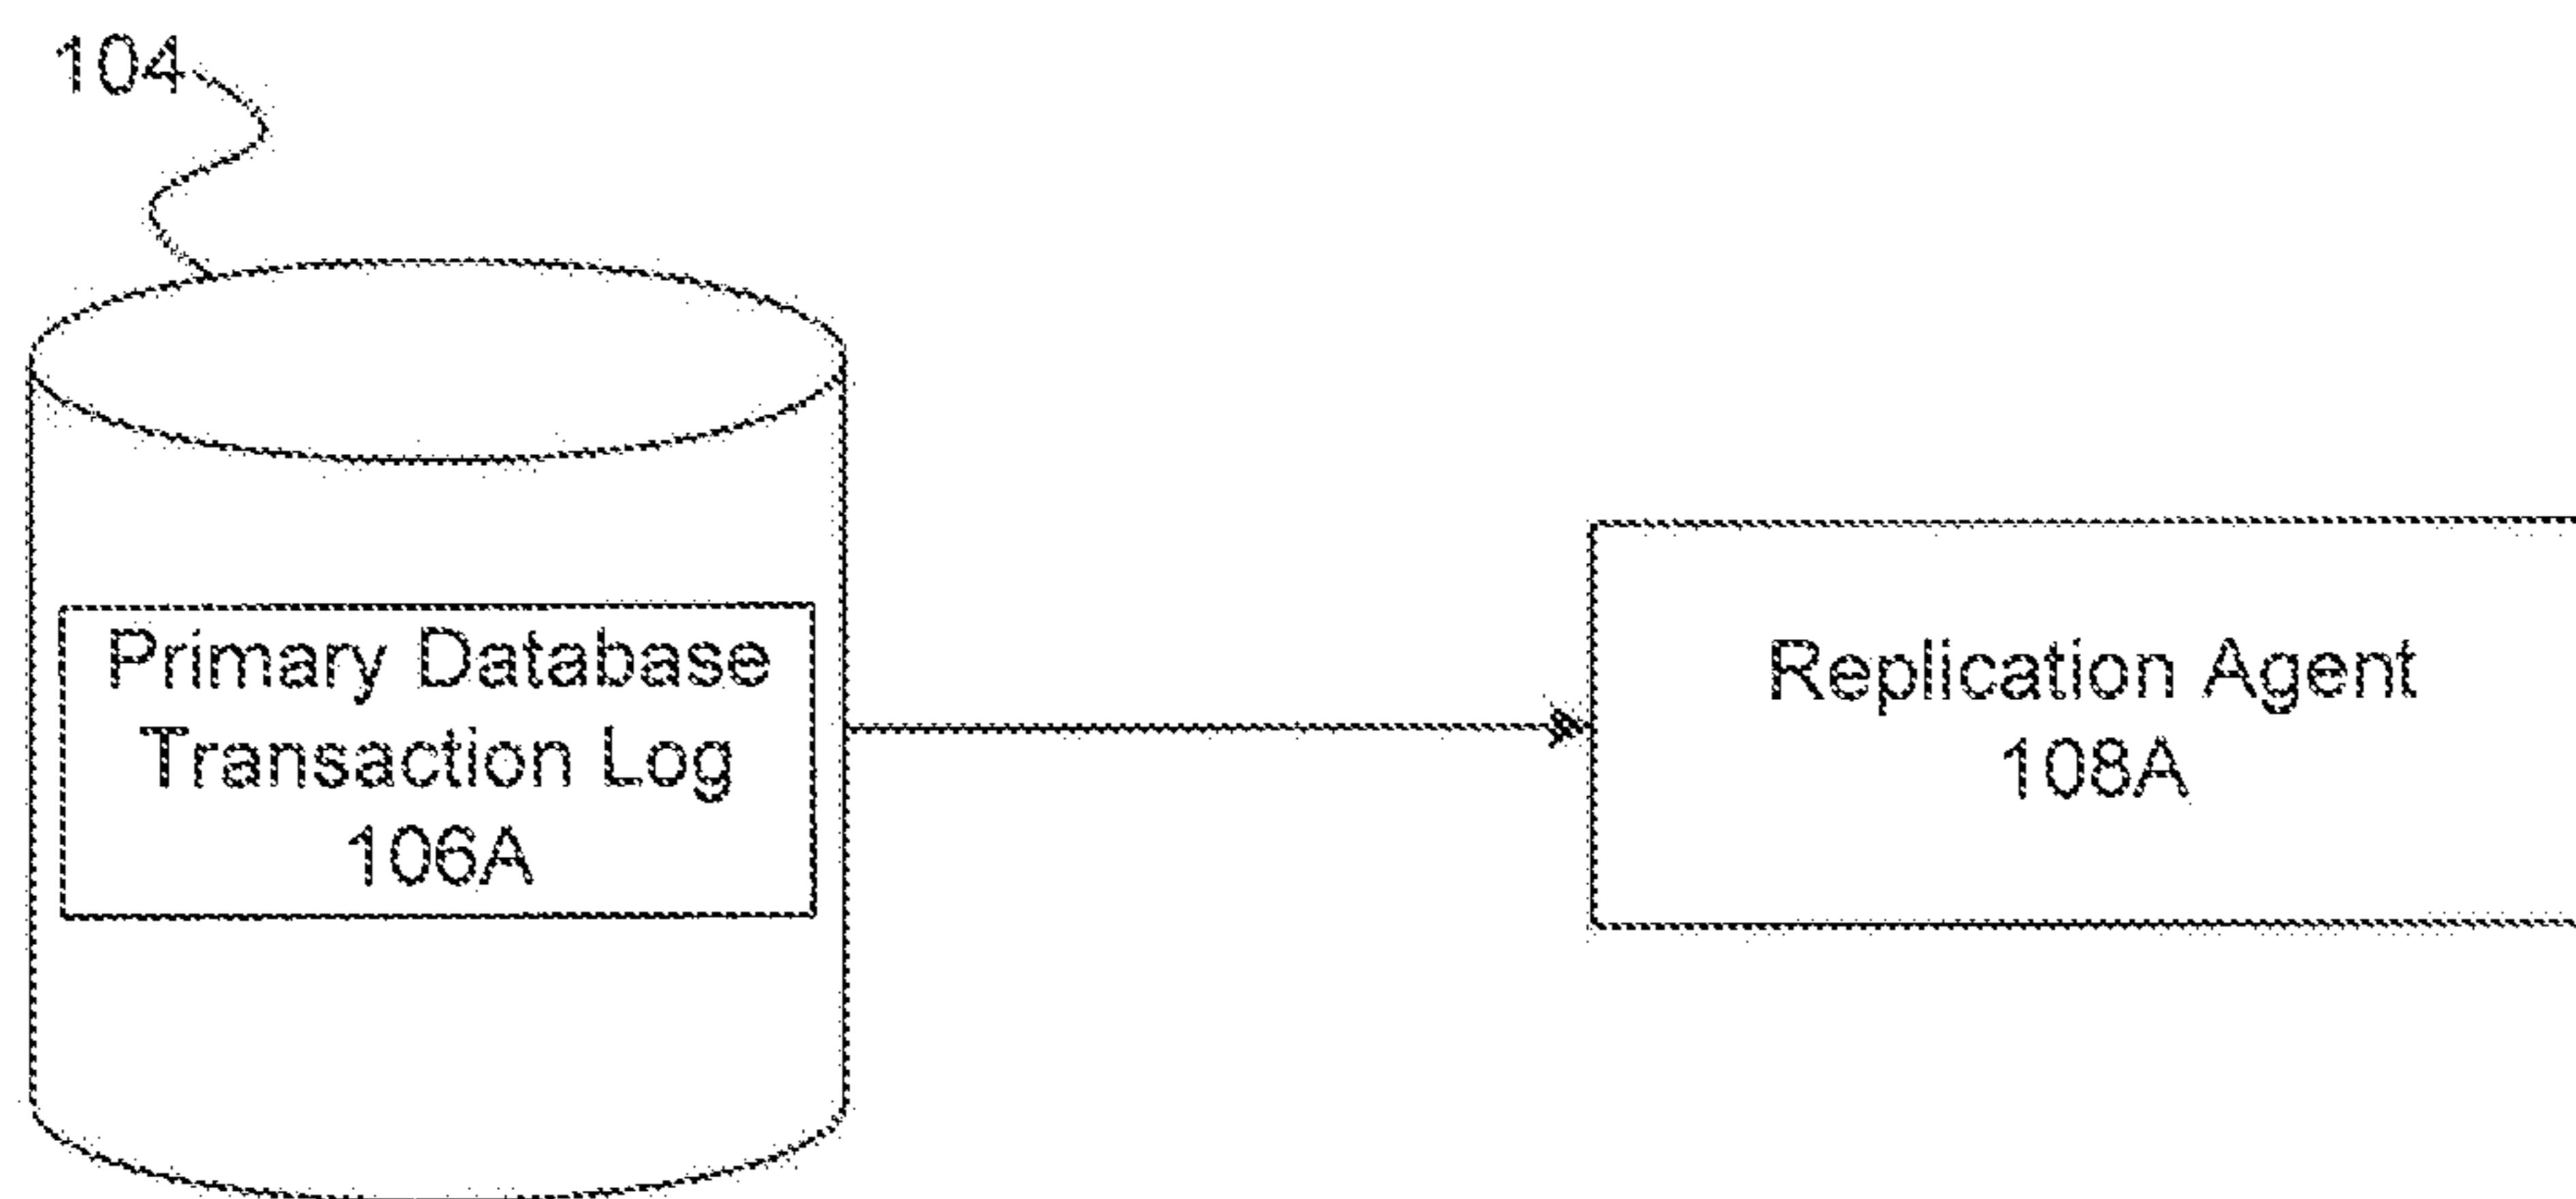 104
Primary Database
Transaction Log
106A
Replication Agent
108A